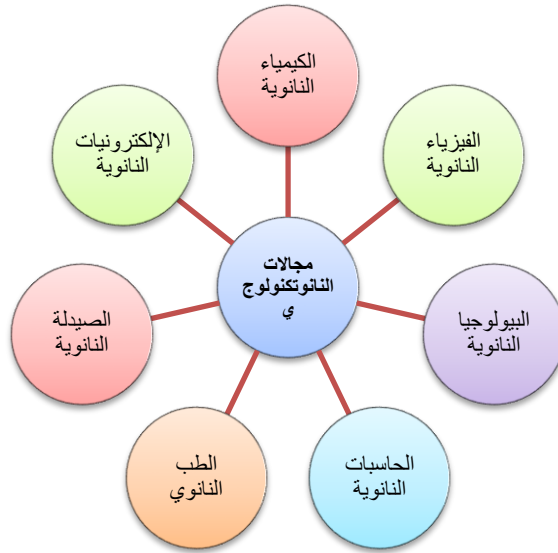 الكيمياء
النانوية
الفيزياء
النانوية
البيولوجيا
النانوية
الحاسبات
النانوية
الطب
النانوي
الصيدلة
النانوية
الإلكترونيات
النانوية
مجالات
النانوتكنولوج
ي